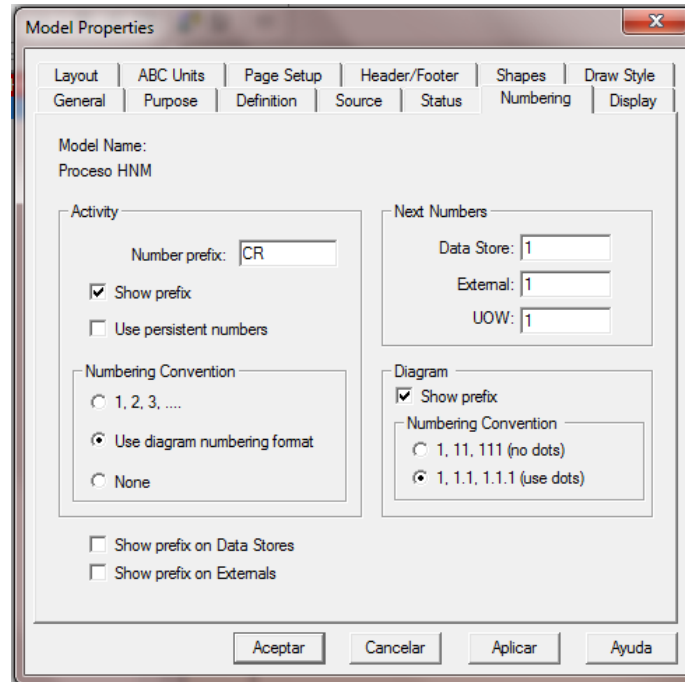 Model Properties
Layout ABC Units Page Setup Header/Footer Shapes Draw Style
General Purpose Definition Source Status Numbering Display
Model Name:
Proceso HNM
Activity
Number prefix: CR
Show prefix
Use persistent numbers
Numbering Convention
1, 2, 3, ....
Use diagram numbering format
None
Next Numbers
Data Store: 1
External: 1
UOW: 1
Diagram
Show prefix
Numbering Convention
1, 11, 111 (no dots)
1, 1.1, 1.1.1 (use dots)
Show prefix on Data Stores
Show prefix on Externals
Aceptar Cancelar Aplicar Ayuda